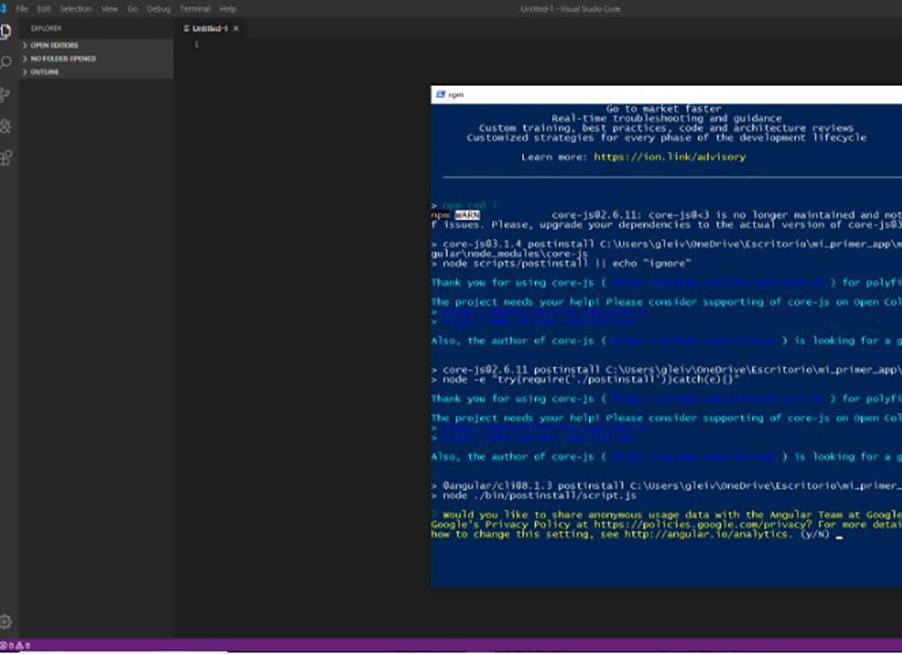 File Edit Selection View Go Debug Terminal Help
Untitled-1 - Visual Studio Code
EXPLORER
Untitled-1 ×
1
> OPEN EDITORS
> NO FOLDER OPENED
> OUTLINE
npm
Go to market faster
Real-time troubleshooting and guidance
Custom training, best practices, code and architecture reviews
Customized strategies for every phase of the development lifecycle
Learn more: https://ion.link/advisory
> npm.cmd i
npm WARN core-js@2.6.11: core-js@<3 is no longer maintained and not
f issues. Please, upgrade your dependencies to the actual version of core-js@3
> core-js@3.1.4 postinstall C:\Users\gleiv\OneDrive\Escritorio\mi_primer_app\
gular\node_modules\core-js
> node scripts/postinstall || echo "ignore"
Thank you for using core-js ( ) for polyfi
The project needs your help! Please consider supporting of core-js on Open Col
>
>
Also, the author of core-js ( ) is looking for a g
> core-js@2.6.11 postinstall C:\Users\gleiv\OneDrive\Escritorio\mi_primer_app\
> node -e "try{require('./postinstall')}catch(e){}"
Thank you for using core-js ( ) for polyfi
The project needs your help! Please consider supporting of core-js on Open Col
>
>
Also, the author of core-js ( ) is looking for a g
> @angular/cli@8.1.3 postinstall C:\Users\gleiv\OneDrive\Escritorio\mi_primer_
> node ./bin/postinstall/script.js
? Would you like to share anonymous usage data with the Angular Team at Google
Google's Privacy Policy at https://policies.google.com/privacy? For more detai
how to change this setting, see http://angular.io/analytics. (y/N) _
0 0